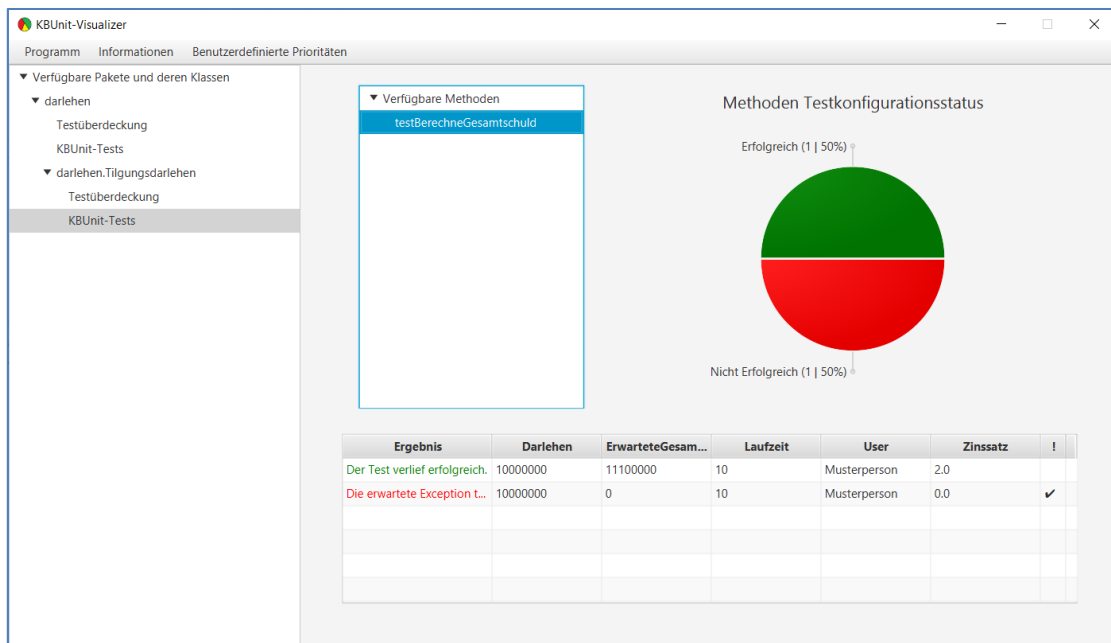 KBUnit-Visualizer
Programm Informationen Benutzerdefinierte Prioritäten
Verfügbare Pakete und deren Klassen
darlehen
Testüberdeckung
KBUnit-Tests
darlehen.Tilgungsdarlehen
Testüberdeckung
KBUnit-Tests
Verfügbare Methoden
testBerechneGesamtschuld
Methoden Testkonfigurationsstatus
Erfolgreich (1 | 50%)
Nicht Erfolgreich (1 | 50%)
Ergebnis Darlehen ErwarteteGesam... Laufzeit User Zinssatz !
Der Test verlief erfolgreich. 10000000 11100000 10 Musterperson 2.0
Die erwartete Exception t... 10000000 0 10 Musterperson 0.0 ✔